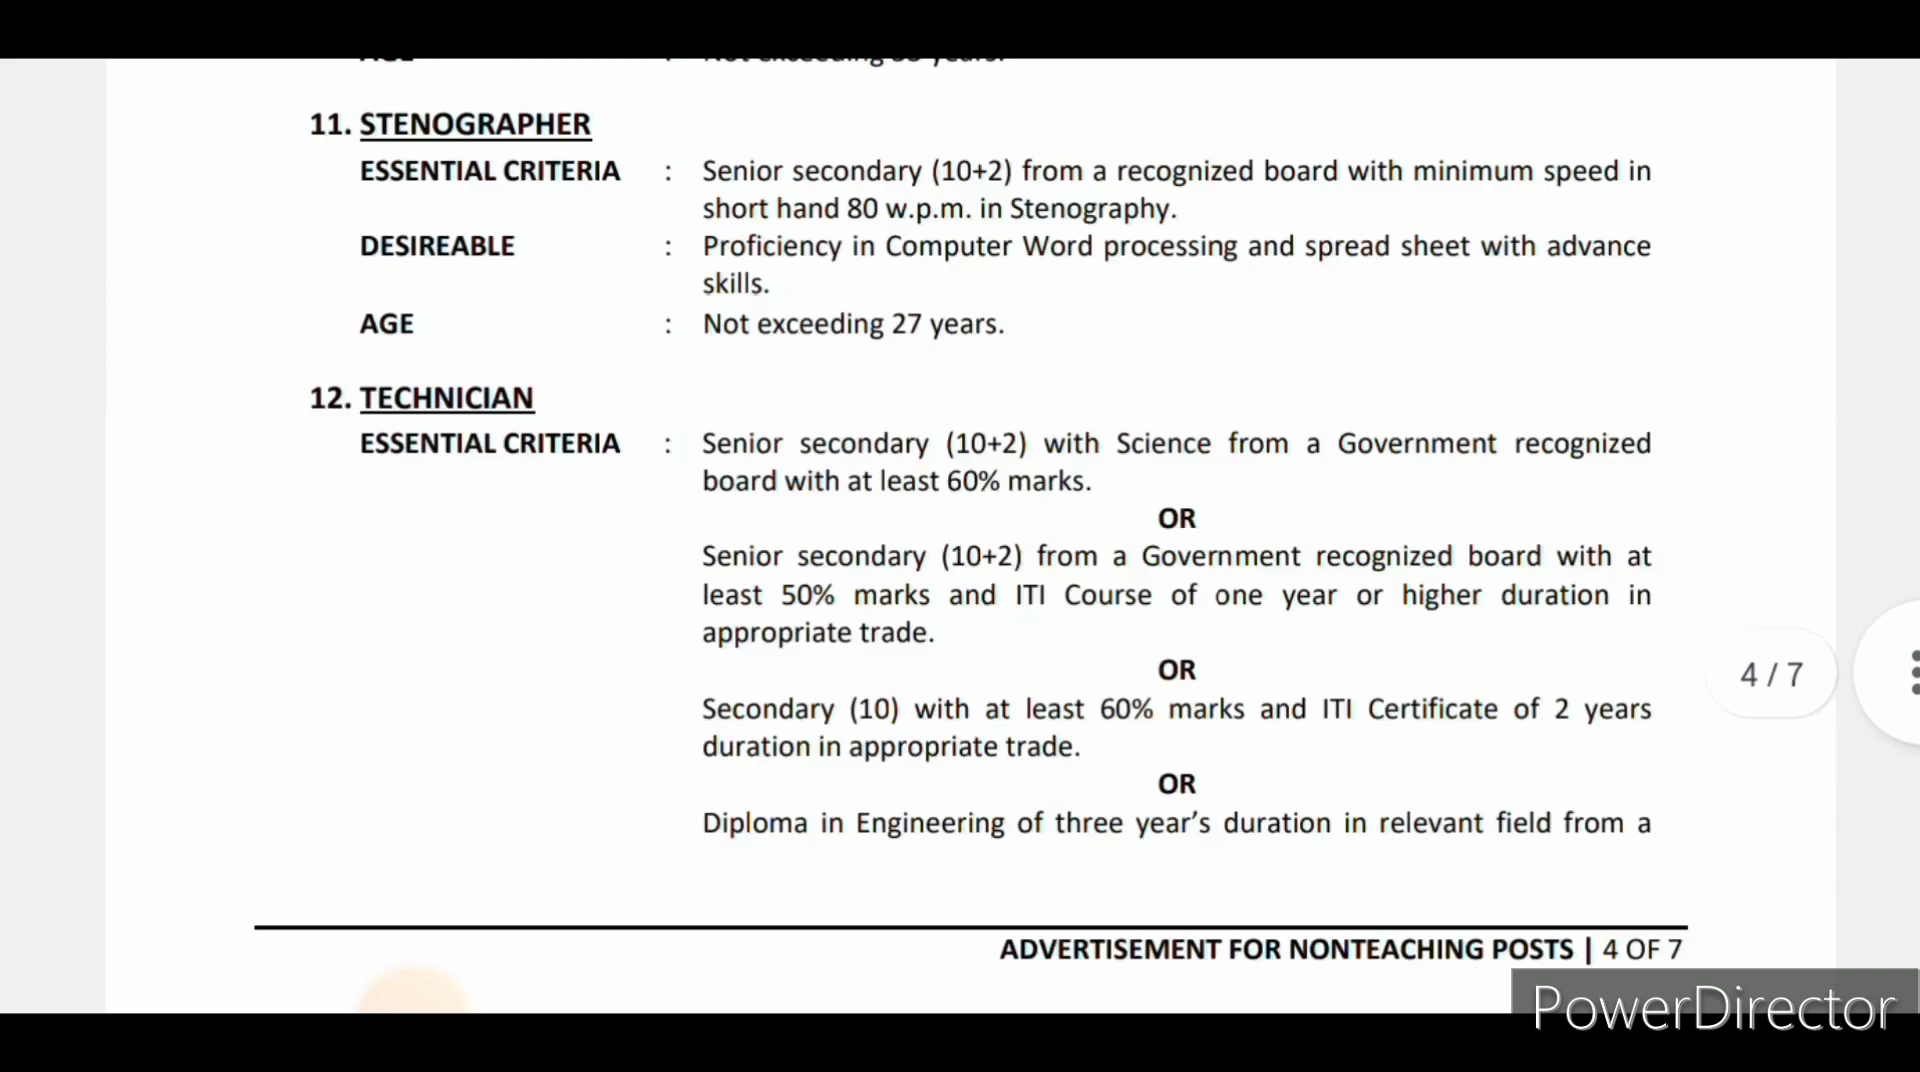 11. STENOGRAPHER
ESSENTIAL CRITERIA : Senior secondary (10+2) from a recognized board with minimum speed in
short hand 80 w.p.m. in Stenography.
DESIREABLE : Proficiency in Computer Word processing and spread sheet with advance
skills.
AGE : Not exceeding 27 years.
12. TECHNICIAN
ESSENTIAL CRITERIA : Senior secondary (10+2) with Science from a Government recognized
board with at least 60% marks.
OR
Senior secondary (10+2) from a Government recognized board with at
least 50% marks and ITI Course of one year or higher duration in
appropriate trade.
OR
Secondary (10) with at least 60% marks and ITI Certificate of 2 years
duration in appropriate trade.
OR
Diploma in Engineering of three year's duration in relevant field from a
4 / 7
ADVERTISEMENT FOR NONTEACHING POSTS | 4 OF 7
PowerDirector